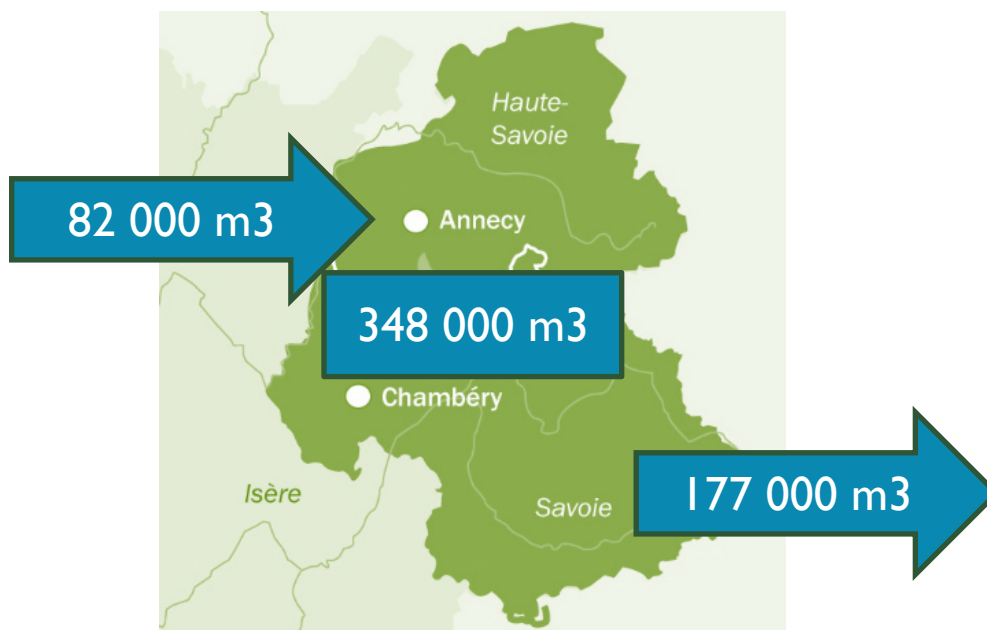 Haute-
Savoie
82 000 m3
Annecy
348 000 m3
Chambéry
Isère
Savoie
177 000 m3